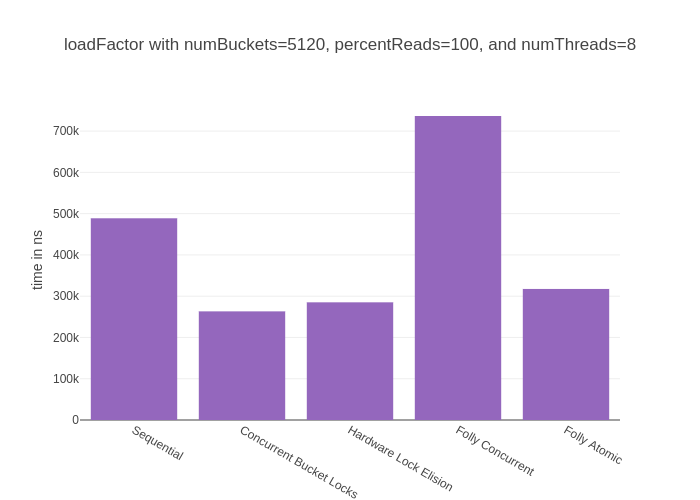 loadFactor with numBuckets=5120, percentReads=100, and numThreads=8
700k
600k
500k
400k
300k
200k
100k
0
time in ns
Sequential
Concurrent Bucket Locks
Hardware Lock Elision
Folly Concurrent
Folly Atomic